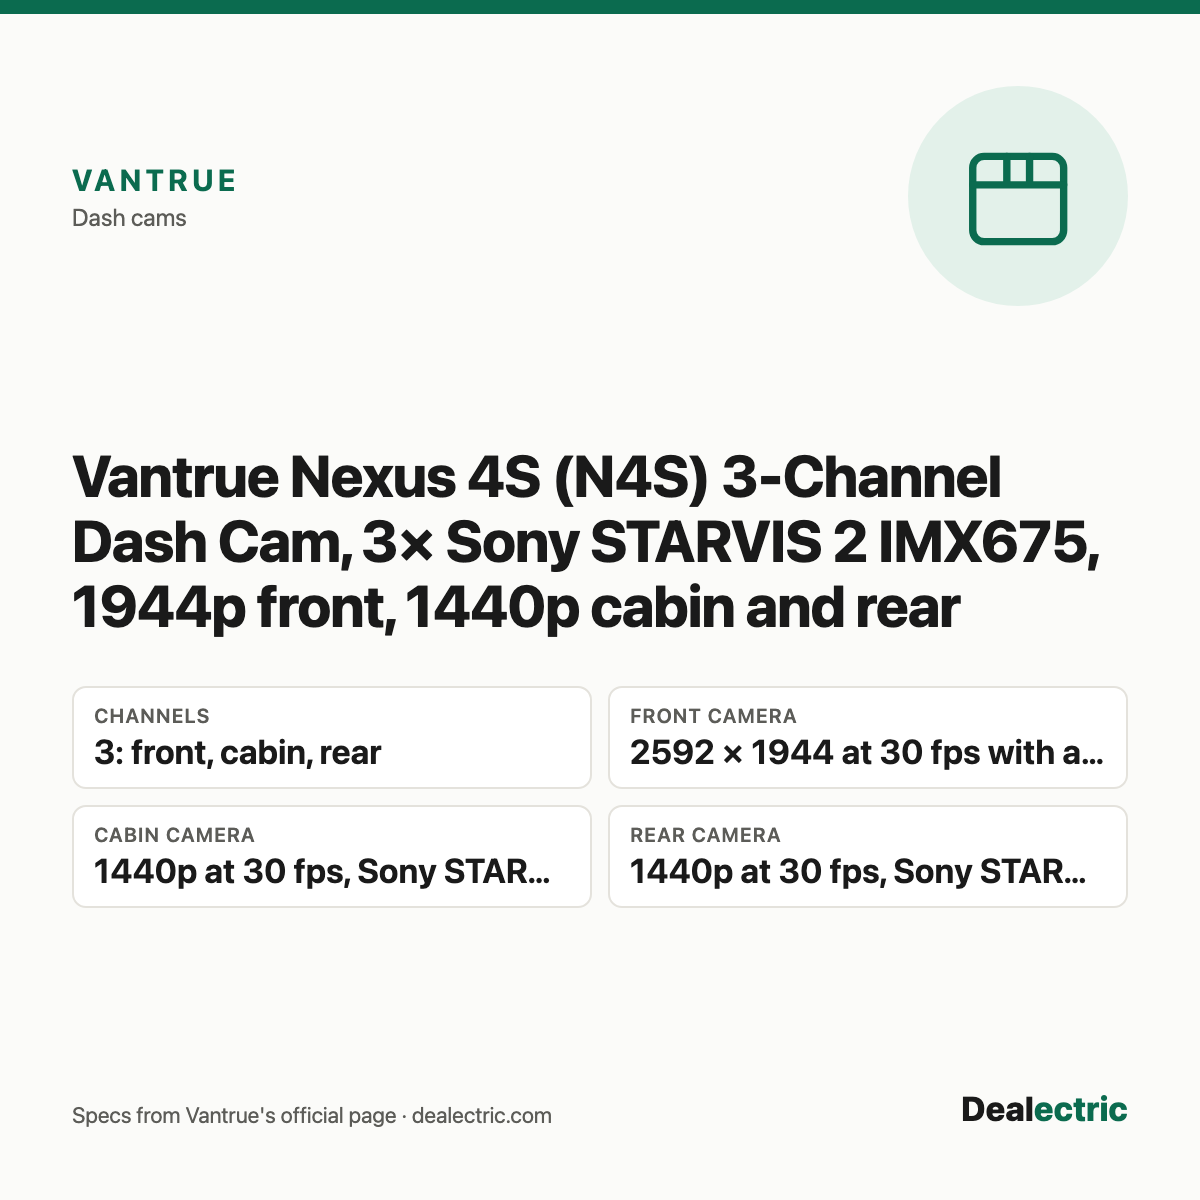 VANTRUE
Dash cams
Vantrue Nexus 4S (N4S) 3-Channel
Dash Cam, 3× Sony STARVIS 2 IMX675,
1944p front, 1440p cabin and rear
CHANNELS
3: front, cabin, rear
FRONT CAMERA
2592 × 1944 at 30 fps with a...
CABIN CAMERA
1440p at 30 fps, Sony STAR...
REAR CAMERA
1440p at 30 fps, Sony STAR...
Specs from Vantrue's official page · dealectric.com
Dealectric